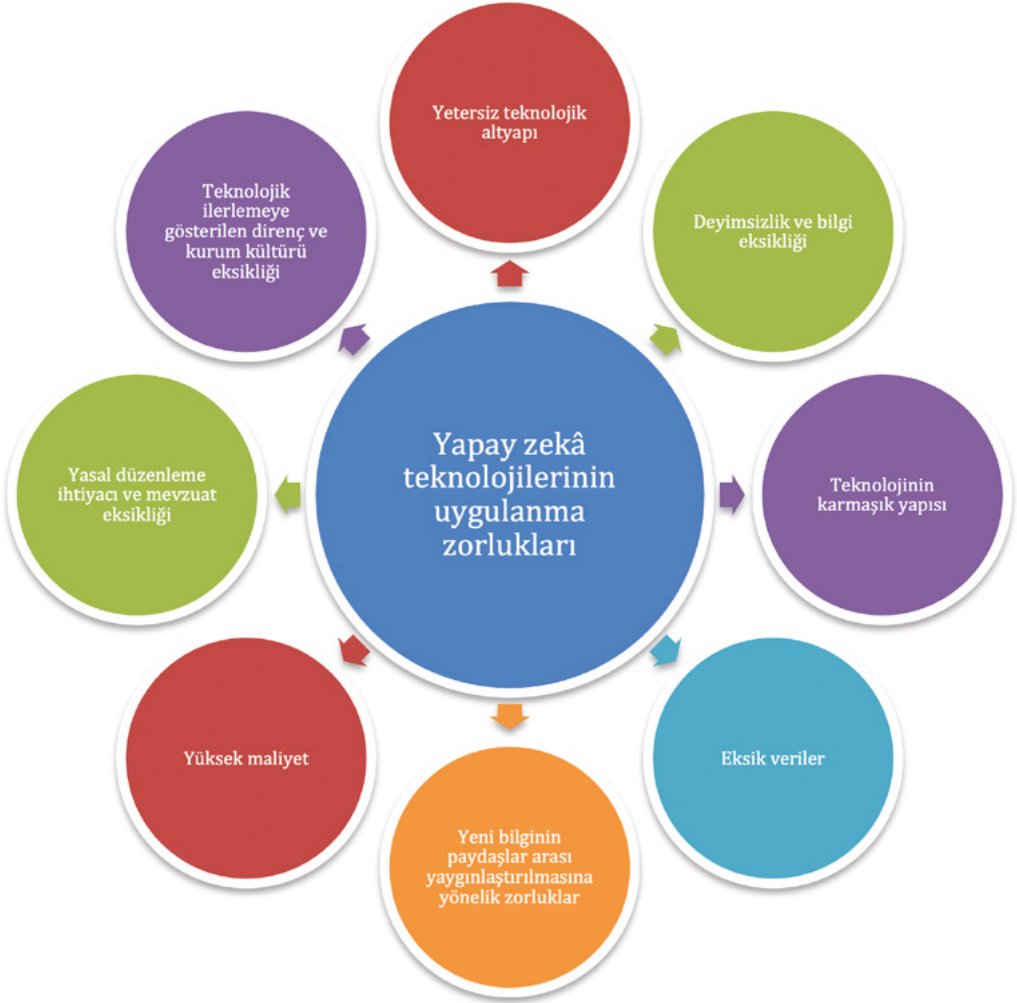 Yetersiz teknolojik
altyapı
Deyimsizlik ve bilgi
eksikliği
Teknolojinin
karmaşık yapısı
Eksik veriler
Yeni bilginin
paydaşlar arası
yaygınlaştırılmasına
yönelik zorluklar
Yüksek maliyet
Yasal düzenleme
ihtiyacı ve mevzuat
eksikliği
Teknolojik
ilerlemeye
gösterilen direnç ve
kurum kültürü
eksikliği
Yapay zekâ
teknolojilerinin
uygulanma
zorlukları